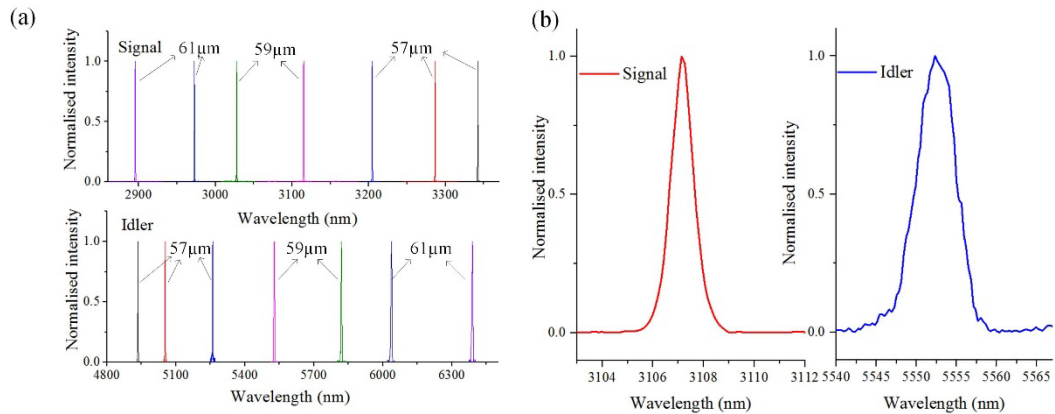 (a)
Signal
61µm
59µm
57µm
1.0
0.5
0.0
Normalised intensity
2900 3000 3100 3200 3300
Wavelength (nm)
Idler
57µm
59µm
61µm
1.0
0.5
0.0
Normalised intensity
4800 5100 5400 5700 6000 6300
Wavelength (nm)
(b)
Signal
1.0
0.5
0.0
Normalised intensity
3104 3106 3108 3110 3112
Wavelength (nm)
Idler
1.0
0.5
0.0
Normalised intensity
5540 5545 5550 5555 5560 5565
Wavelength (nm)